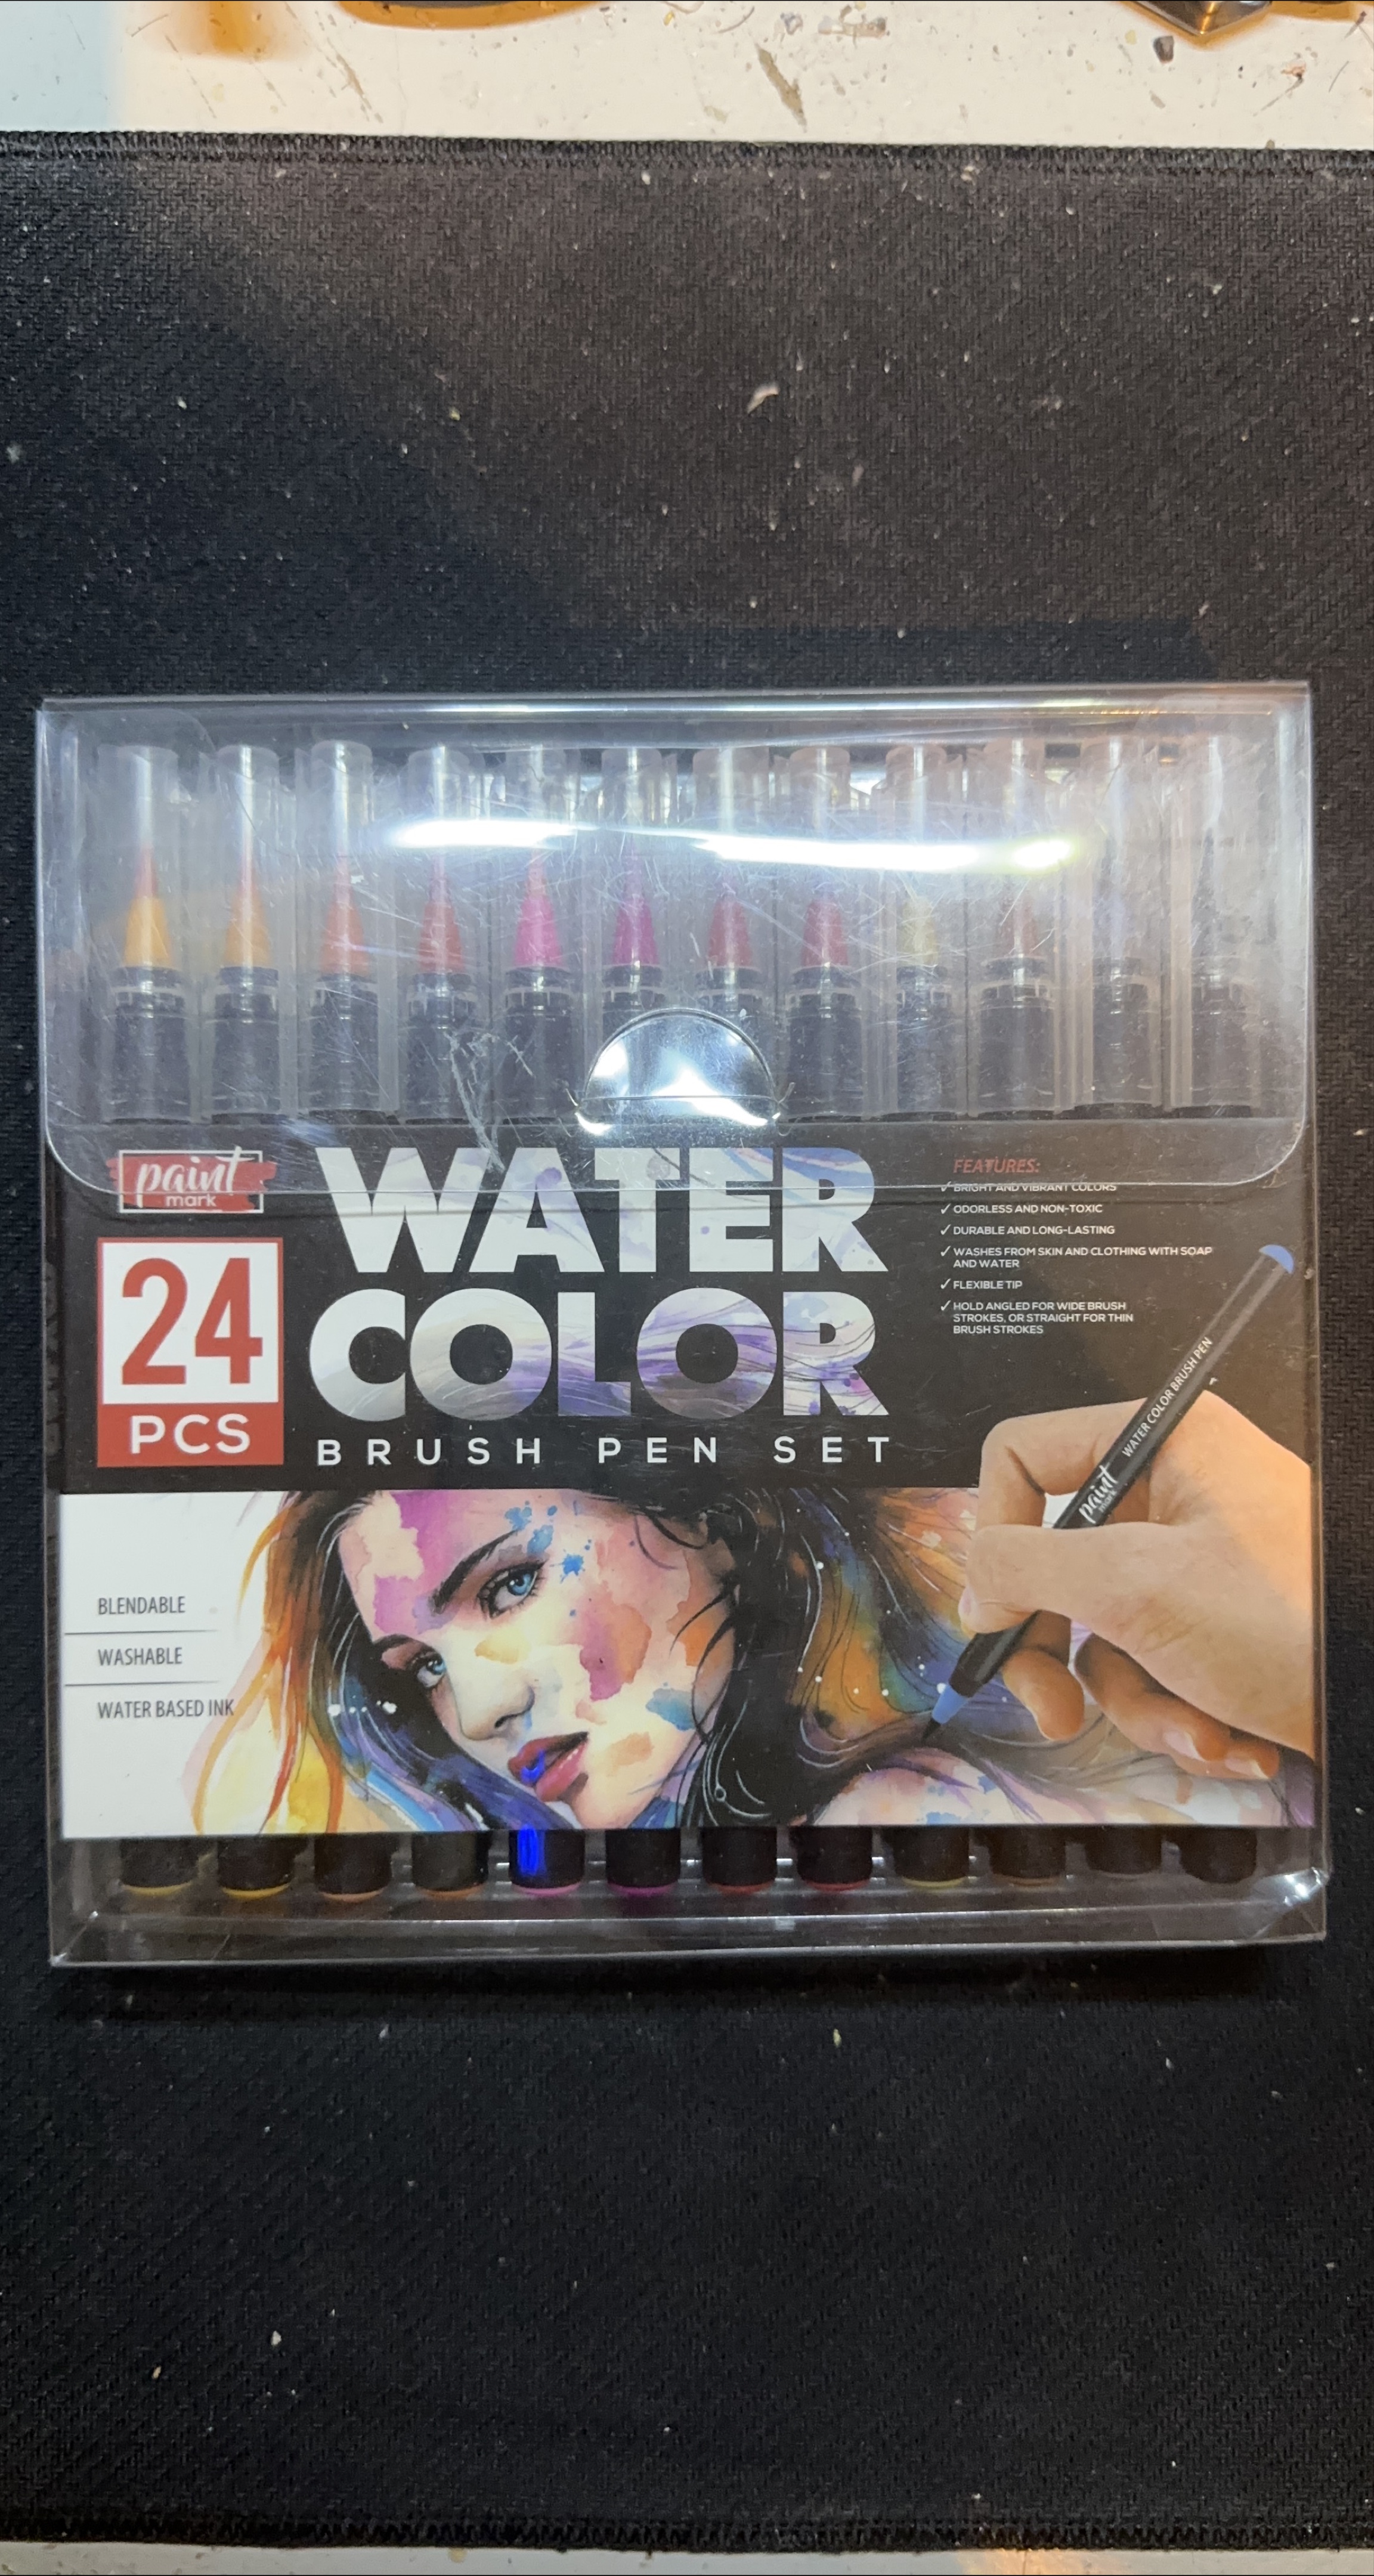 paint
mark
24
PCS
WATER
COLOR
BRUSH PEN SET
FEATURES:
✓ BRIGHT AND VIBRANT COLORS
✓ ODORLESS AND NON-TOXIC
✓ DURABLE AND LONG-LASTING
✓ WASHES FROM SKIN AND CLOTHING WITH SOAP
AND WATER
✓ FLEXIBLE TIP
✓ HOLD ANGLED FOR WIDE BRUSH
STROKES, OR STRAIGHT FOR THIN
BRUSH STROKES
paint
mark
WATER COLOR BRUSH PEN
BLENDABLE
WASHABLE
WATER BASED INK